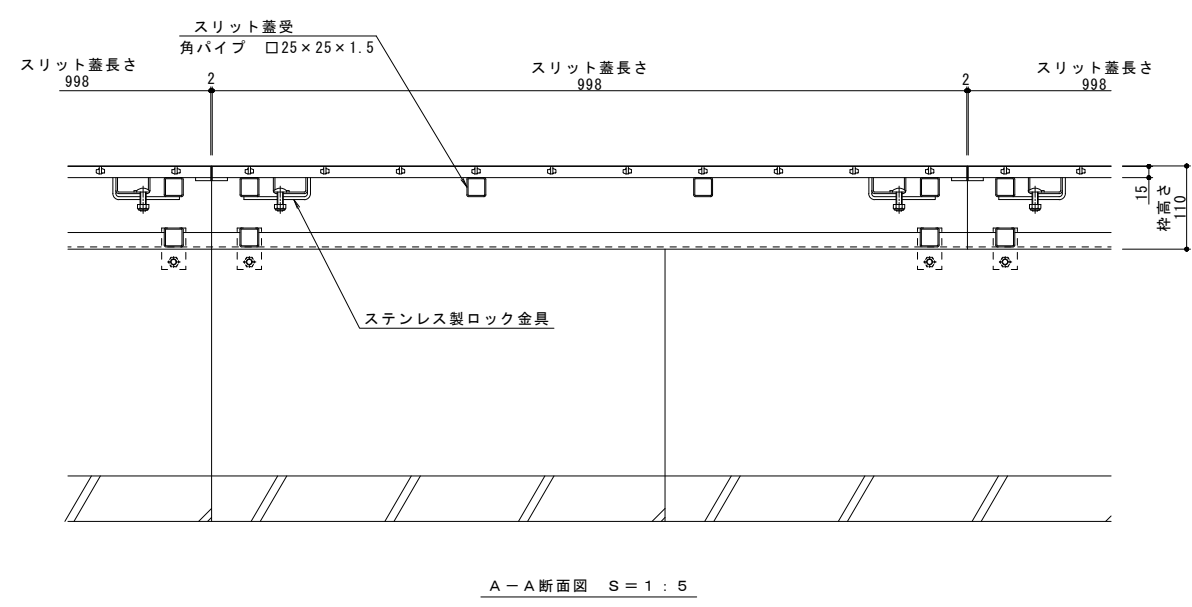 スリット蓋受
角パイプ　□25×25×1.5
スリット蓋長さ
998
2
スリット蓋長さ
998
2
スリット蓋長さ
998
15
枠高さ
110
ステンレス製ロック金具
A－A断面図　S＝1：5